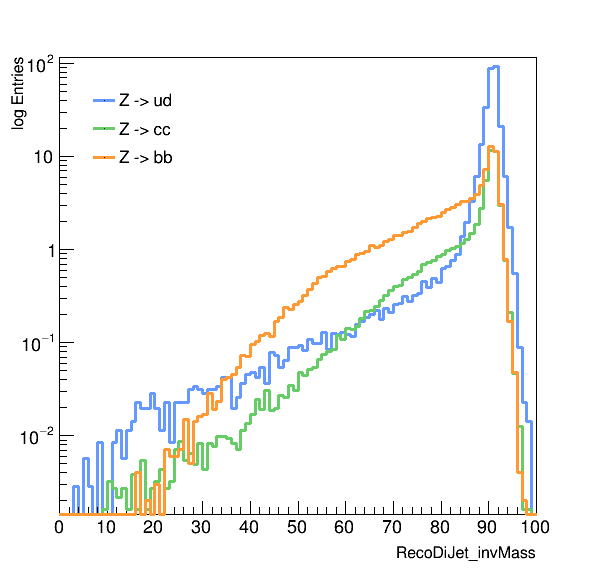 log Entries
10²
10
1
10⁻¹
10⁻²
Z -> ud
Z -> cc
Z -> bb
0 10 20 30 40 50 60 70 80 90 100
RecoDiJet_invMass